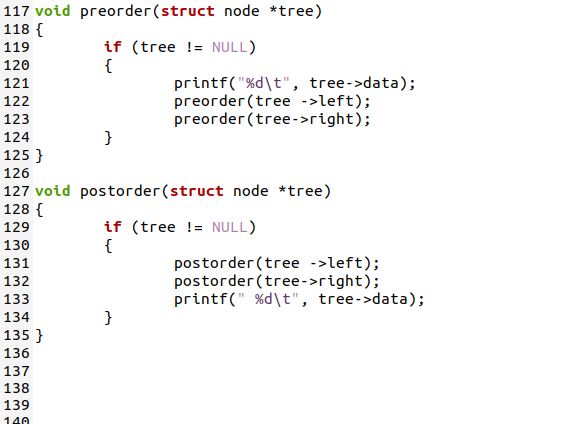 117 void preorder(struct node *tree)
118 {
119 if (tree != NULL)
120 {
121 printf("%d\t", tree->data);
122 preorder(tree ->left);
123 preorder(tree->right);
124 }
125 }
126
127 void postorder(struct node *tree)
128 {
129 if (tree != NULL)
130 {
131 postorder(tree ->left);
132 postorder(tree->right);
133 printf(" %d\t", tree->data);
134 }
135 }
136
137
138
139
140